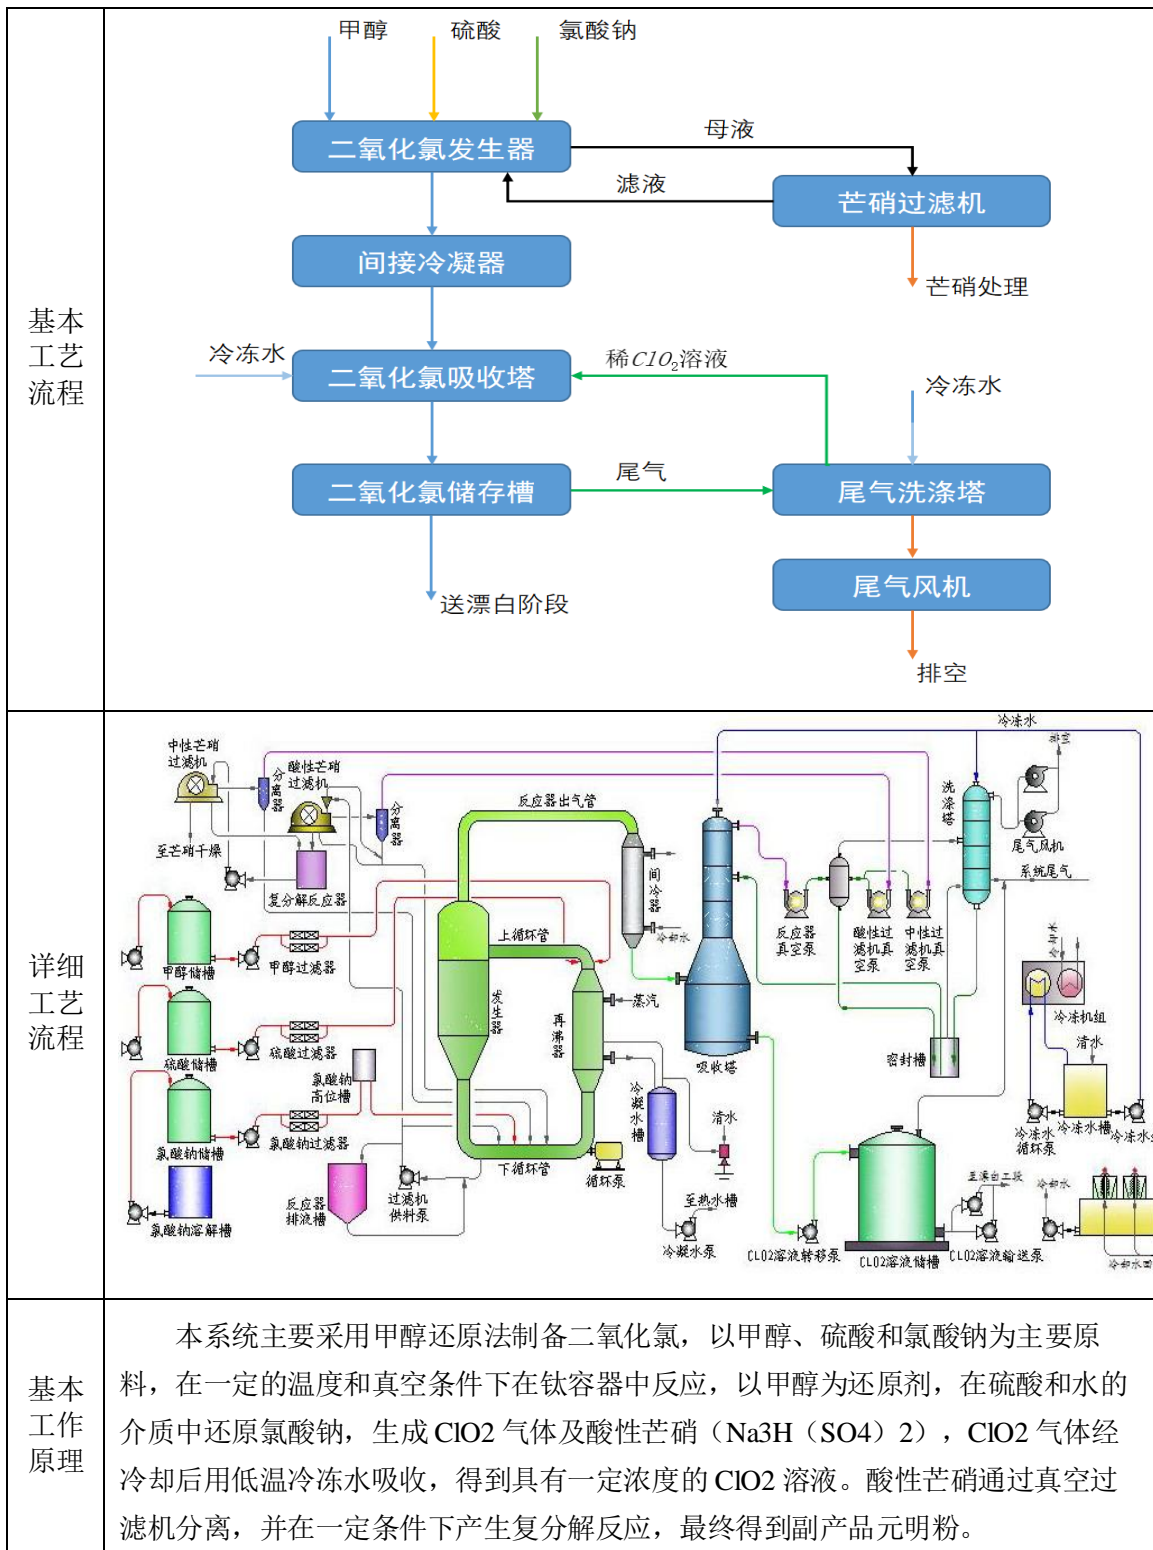 基本
工艺
流程
甲醇
硫酸
氯酸钠
二氧化氯发生器
母液
滤液
芒硝过滤机
间接冷凝器
芒硝处理
冷冻水
二氧化氯吸收塔
稀ClO₂溶液
冷冻水
二氧化氯储存槽
尾气
尾气洗涤塔
送漂白阶段
尾气风机
排空
详细
工艺
流程
中性芒硝
过滤机
分离器
酸性芒硝
过滤机
分离器
至芒硝干燥
复分解反应器
反应器出气管
间冷器
冷却水
冷冻水
洗涤塔
排空
尾气风机
系统尾气
甲醇储槽
甲醇过滤器
上循环管
发生器
再沸器
蒸汽
吸收塔
反应器
真空泵
酸性过
滤机真
空泵
中性过
滤机真
空泵
冷却水
冷冻机组
清水
密封槽
硫酸储槽
硫酸过滤器
氯酸钠
高位槽
氯酸钠储槽
氯酸钠过滤器
冷凝水槽
清水
冷冻水
循环泵
冷冻水槽
冷冻水
氯酸钠溶解槽
反应器
排液槽
过滤机
供料泵
下循环管
循环泵
至热水槽
冷凝水泵
CLO2溶液转移泵
CLO2溶液储槽
至漂白工段
CLO2溶液输送泵
冷却水
冷却水回
基本
工作
原理
本系统主要采用甲醇还原法制备二氧化氯，以甲醇、硫酸和氯酸钠为主要原
料，在一定的温度和真空条件下在钛容器中反应，以甲醇为还原剂，在硫酸和水的
介质中还原氯酸钠，生成 ClO2 气体及酸性芒硝（Na3H（SO4）2），ClO2 气体经
冷却后用低温冷冻水吸收，得到具有一定浓度的 ClO2 溶液。酸性芒硝通过真空过
滤机分离，并在一定条件下产生复分解反应，最终得到副产品元明粉。